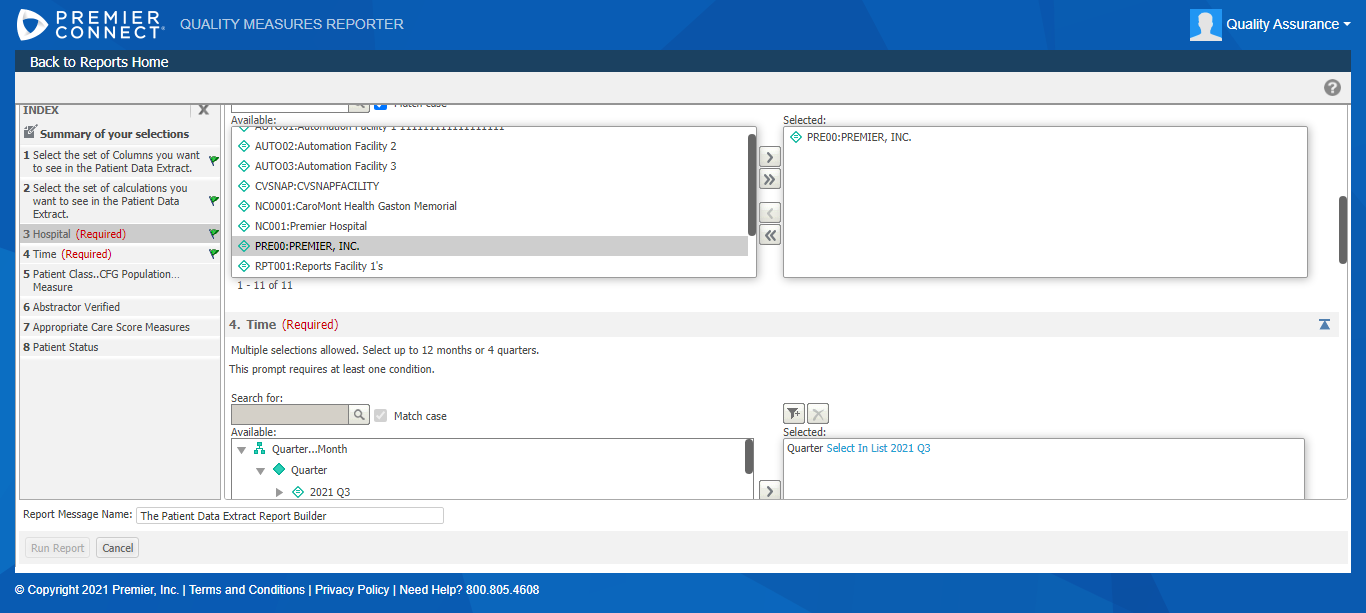 PREMIER CONNECT QUALITY MEASURES REPORTER
Quality Assurance
Back to Reports Home
INDEX
Summary of your selections
1 Select the set of Columns you want to see in the Patient Data Extract.
2 Select the set of calculations you want to see in the Patient Data Extract.
3 Hospital (Required)
4 Time (Required)
5 Patient Class..CFG Population... Measure
6 Abstractor Verified
7 Appropriate Care Score Measures
8 Patient Status
Match case
Available:
AUTO01:Automation Facility 1
AUTO02:Automation Facility 2
AUTO03:Automation Facility 3
CVSNAP:CVSNAPFACILITY
NC0001:CaroMont Health Gaston Memorial
NC001:Premier Hospital
PRE00:PREMIER, INC.
RPT001:Reports Facility 1's
1 - 11 of 11
Selected:
PRE00:PREMIER, INC.
4. Time (Required)
Multiple selections allowed. Select up to 12 months or 4 quarters.
This prompt requires at least one condition.
Search for:
Match case
Available:
Quarter...Month
Quarter
2021 Q3
Selected:
Quarter Select In List 2021 Q3
Report Message Name: The Patient Data Extract Report Builder
Run Report Cancel
© Copyright 2021 Premier, Inc. | Terms and Conditions | Privacy Policy | Need Help? 800.805.4608